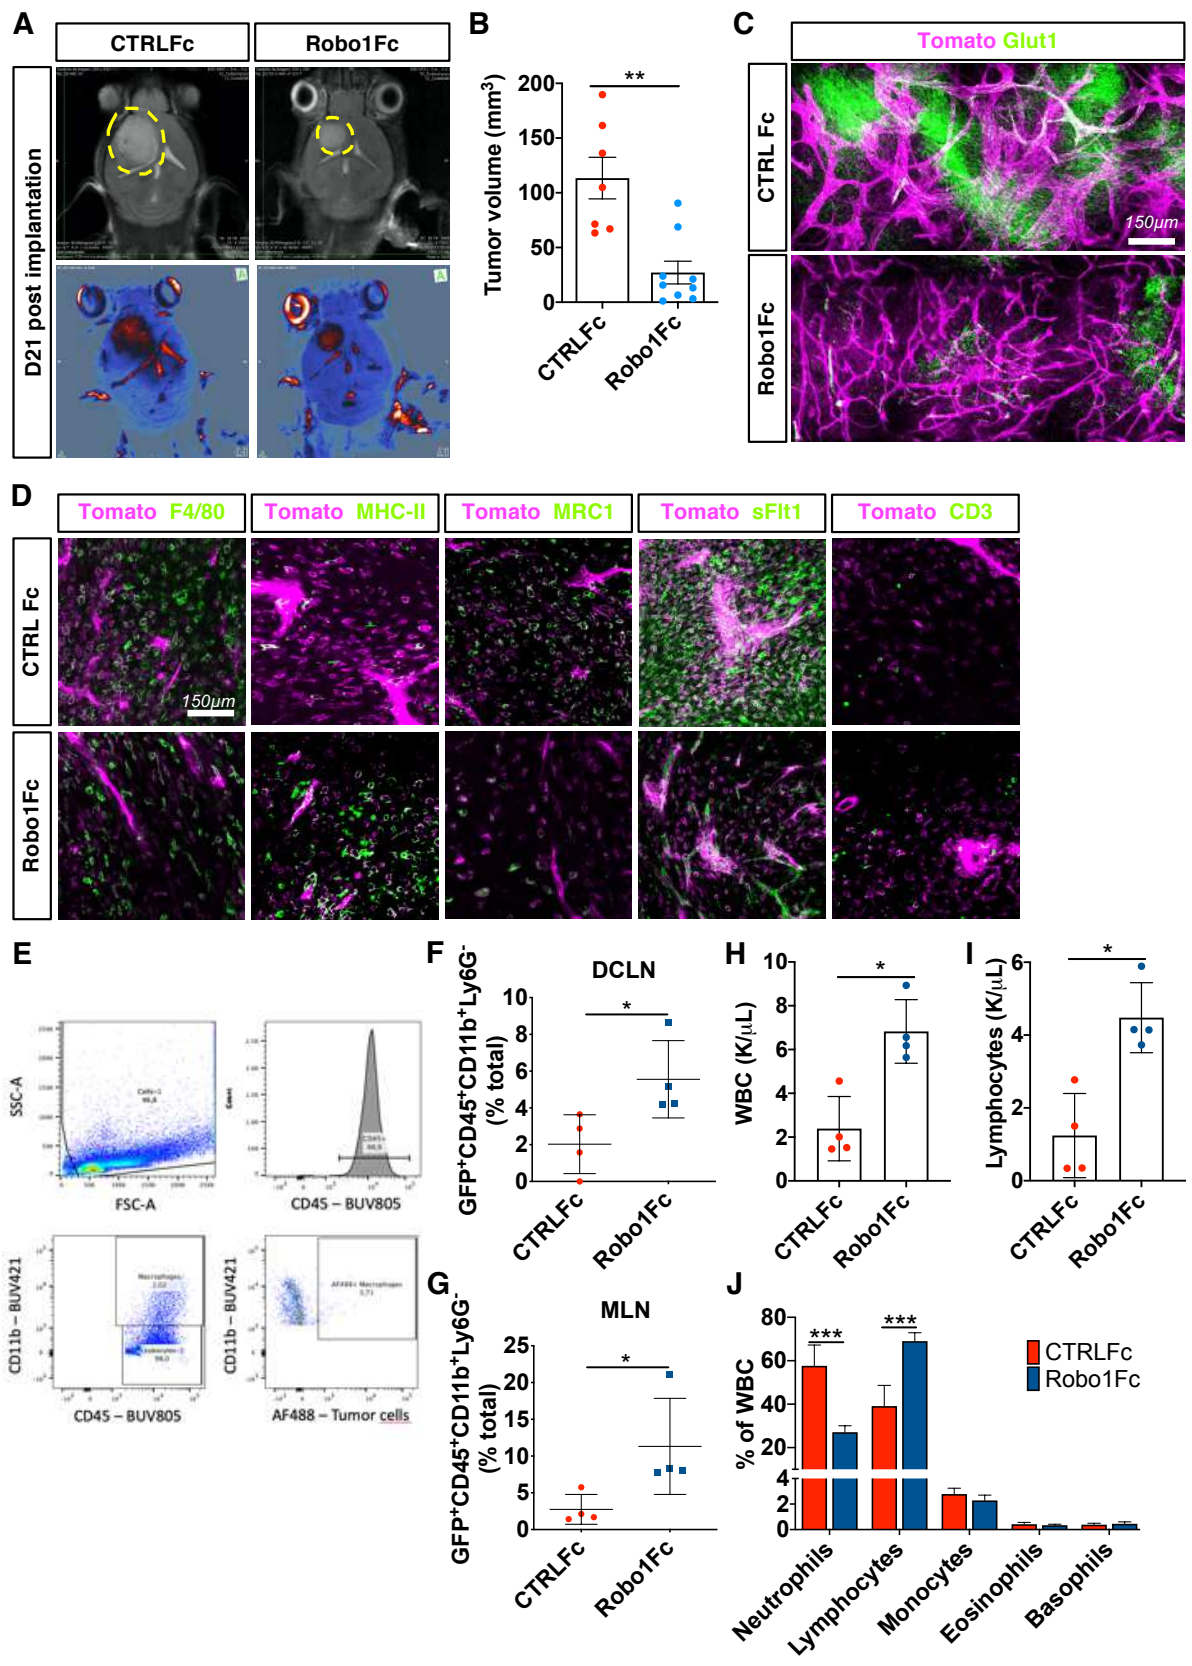 A
CTRLFc
Robo1Fc
D21 post implantation
B
Tumor volume (mm³)
200
150
100
50
0
**
CTRLFc
Robo1Fc
C
Tomato Glut1
CTRL Fc
150µm
Robo1Fc
D
Tomato F4/80
Tomato MHC-II
Tomato MRC1
Tomato sFlt1
Tomato CD3
CTRL Fc
150µm
Robo1Fc
E
SSC-A
FSC-A
CD45 – BUV805
CD11b – BUV421
CD45 – BUV805
CD11b – BUV421
AF488+ Macrophages
AF488 – Tumor cells
F
DCLN
GFP⁺CD45⁺CD11b⁺Ly6G⁻
(% total)
10
8
6
4
2
0
*
CTRLFc
Robo1Fc
G
MLN
GFP⁺CD45⁺CD11b⁺Ly6G⁻
(% total)
25
20
15
10
5
0
*
CTRLFc
Robo1Fc
H
WBC (K/µL)
10
8
6
4
2
0
*
CTRLFc
Robo1Fc
I
Lymphocytes (K/µL)
6
4
2
0
*
CTRLFc
Robo1Fc
J
% of WBC
80
60
40
20
4
2
0
***
***
CTRLFc
Robo1Fc
Neutrophils
Lymphocytes
Monocytes
Eosinophils
Basophils